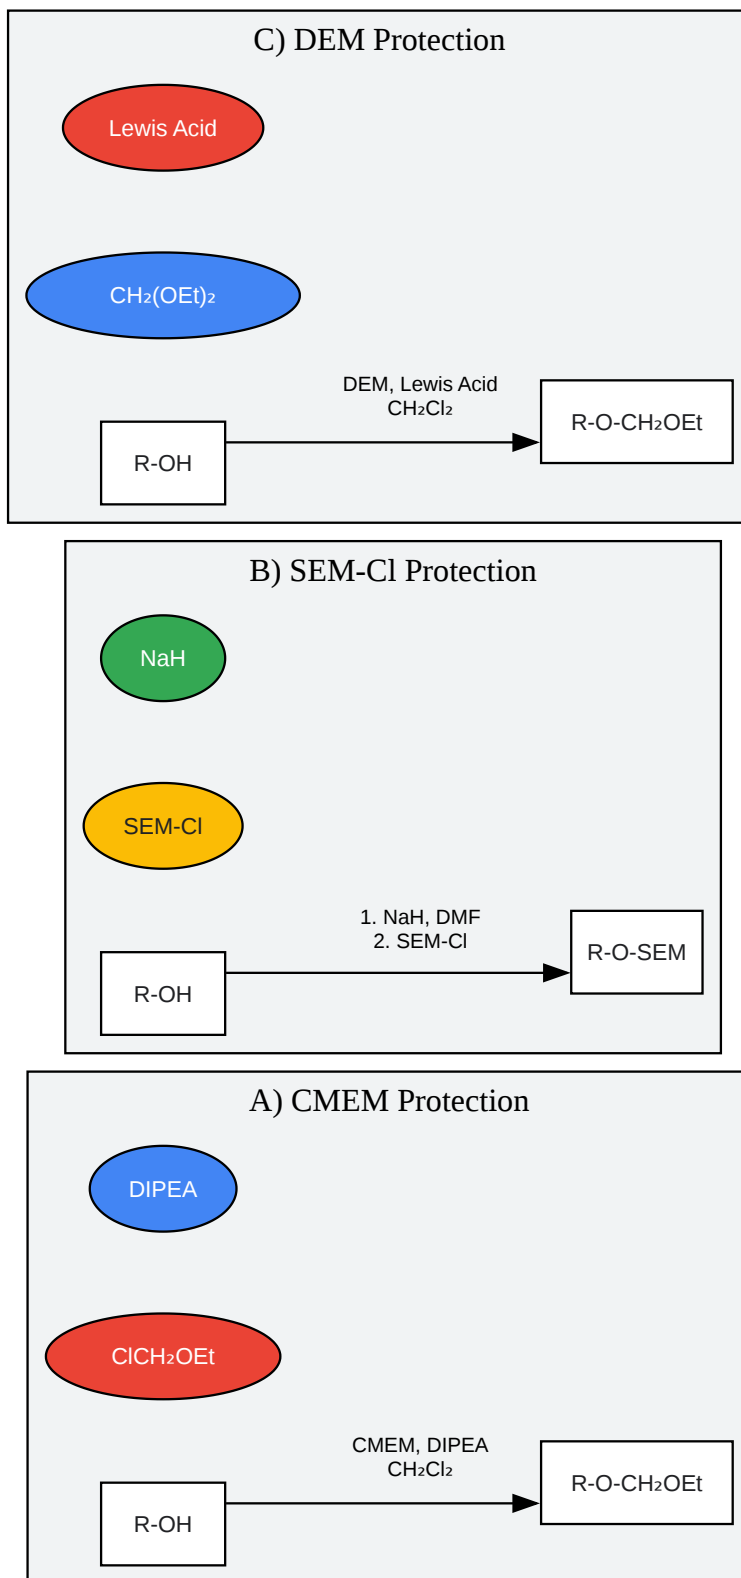 C) DEM Protection
Lewis Acid
CH₂(OEt)₂
DEM, Lewis Acid
CH₂Cl₂
R-O-CH₂OEt
R-OH
B) SEM-Cl Protection
NaH
SEM-Cl
1. NaH, DMF
2. SEM-Cl
R-O-SEM
R-OH
A) CMEM Protection
DIPEA
ClCH₂OEt
CMEM, DIPEA
CH₂Cl₂
R-O-CH₂OEt
R-OH